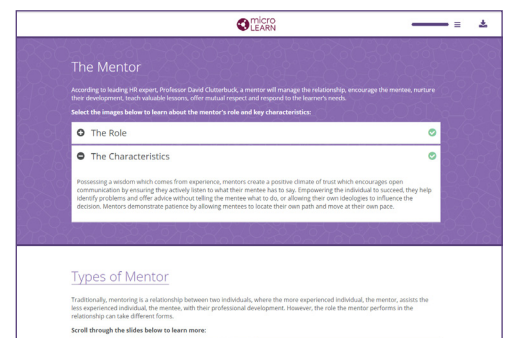 micro
LEARN
The Mentor
According to leading HR expert, Professor David Clutterbuck, a mentor will manage the relationship, encourage the mentee, nurture
their development, teach valuable lessons, offer mutual respect and respond to the learner's needs.
Select the images below to learn about the mentor's role and key characteristics:
The Role
The Characteristics
Possessing a wisdom which comes from experience, mentors create a positive climate of trust which encourages open
communication by ensuring they actively listen to what their mentee has to say. Empowering the individual to succeed, they help
identify problems and offer advice without telling the mentee what to do, or allowing their own ideologies to influence the
decision. Mentors demonstrate patience by allowing mentees to locate their own path and move at their own pace.
Types of Mentor
Traditionally, mentoring is a relationship between two individuals, where the more experienced individual, the mentor, assists the
less experienced individual, the mentee, with their professional development. However, the role the mentor performs in the
relationship can take different forms.
Scroll through the slides below to learn more: